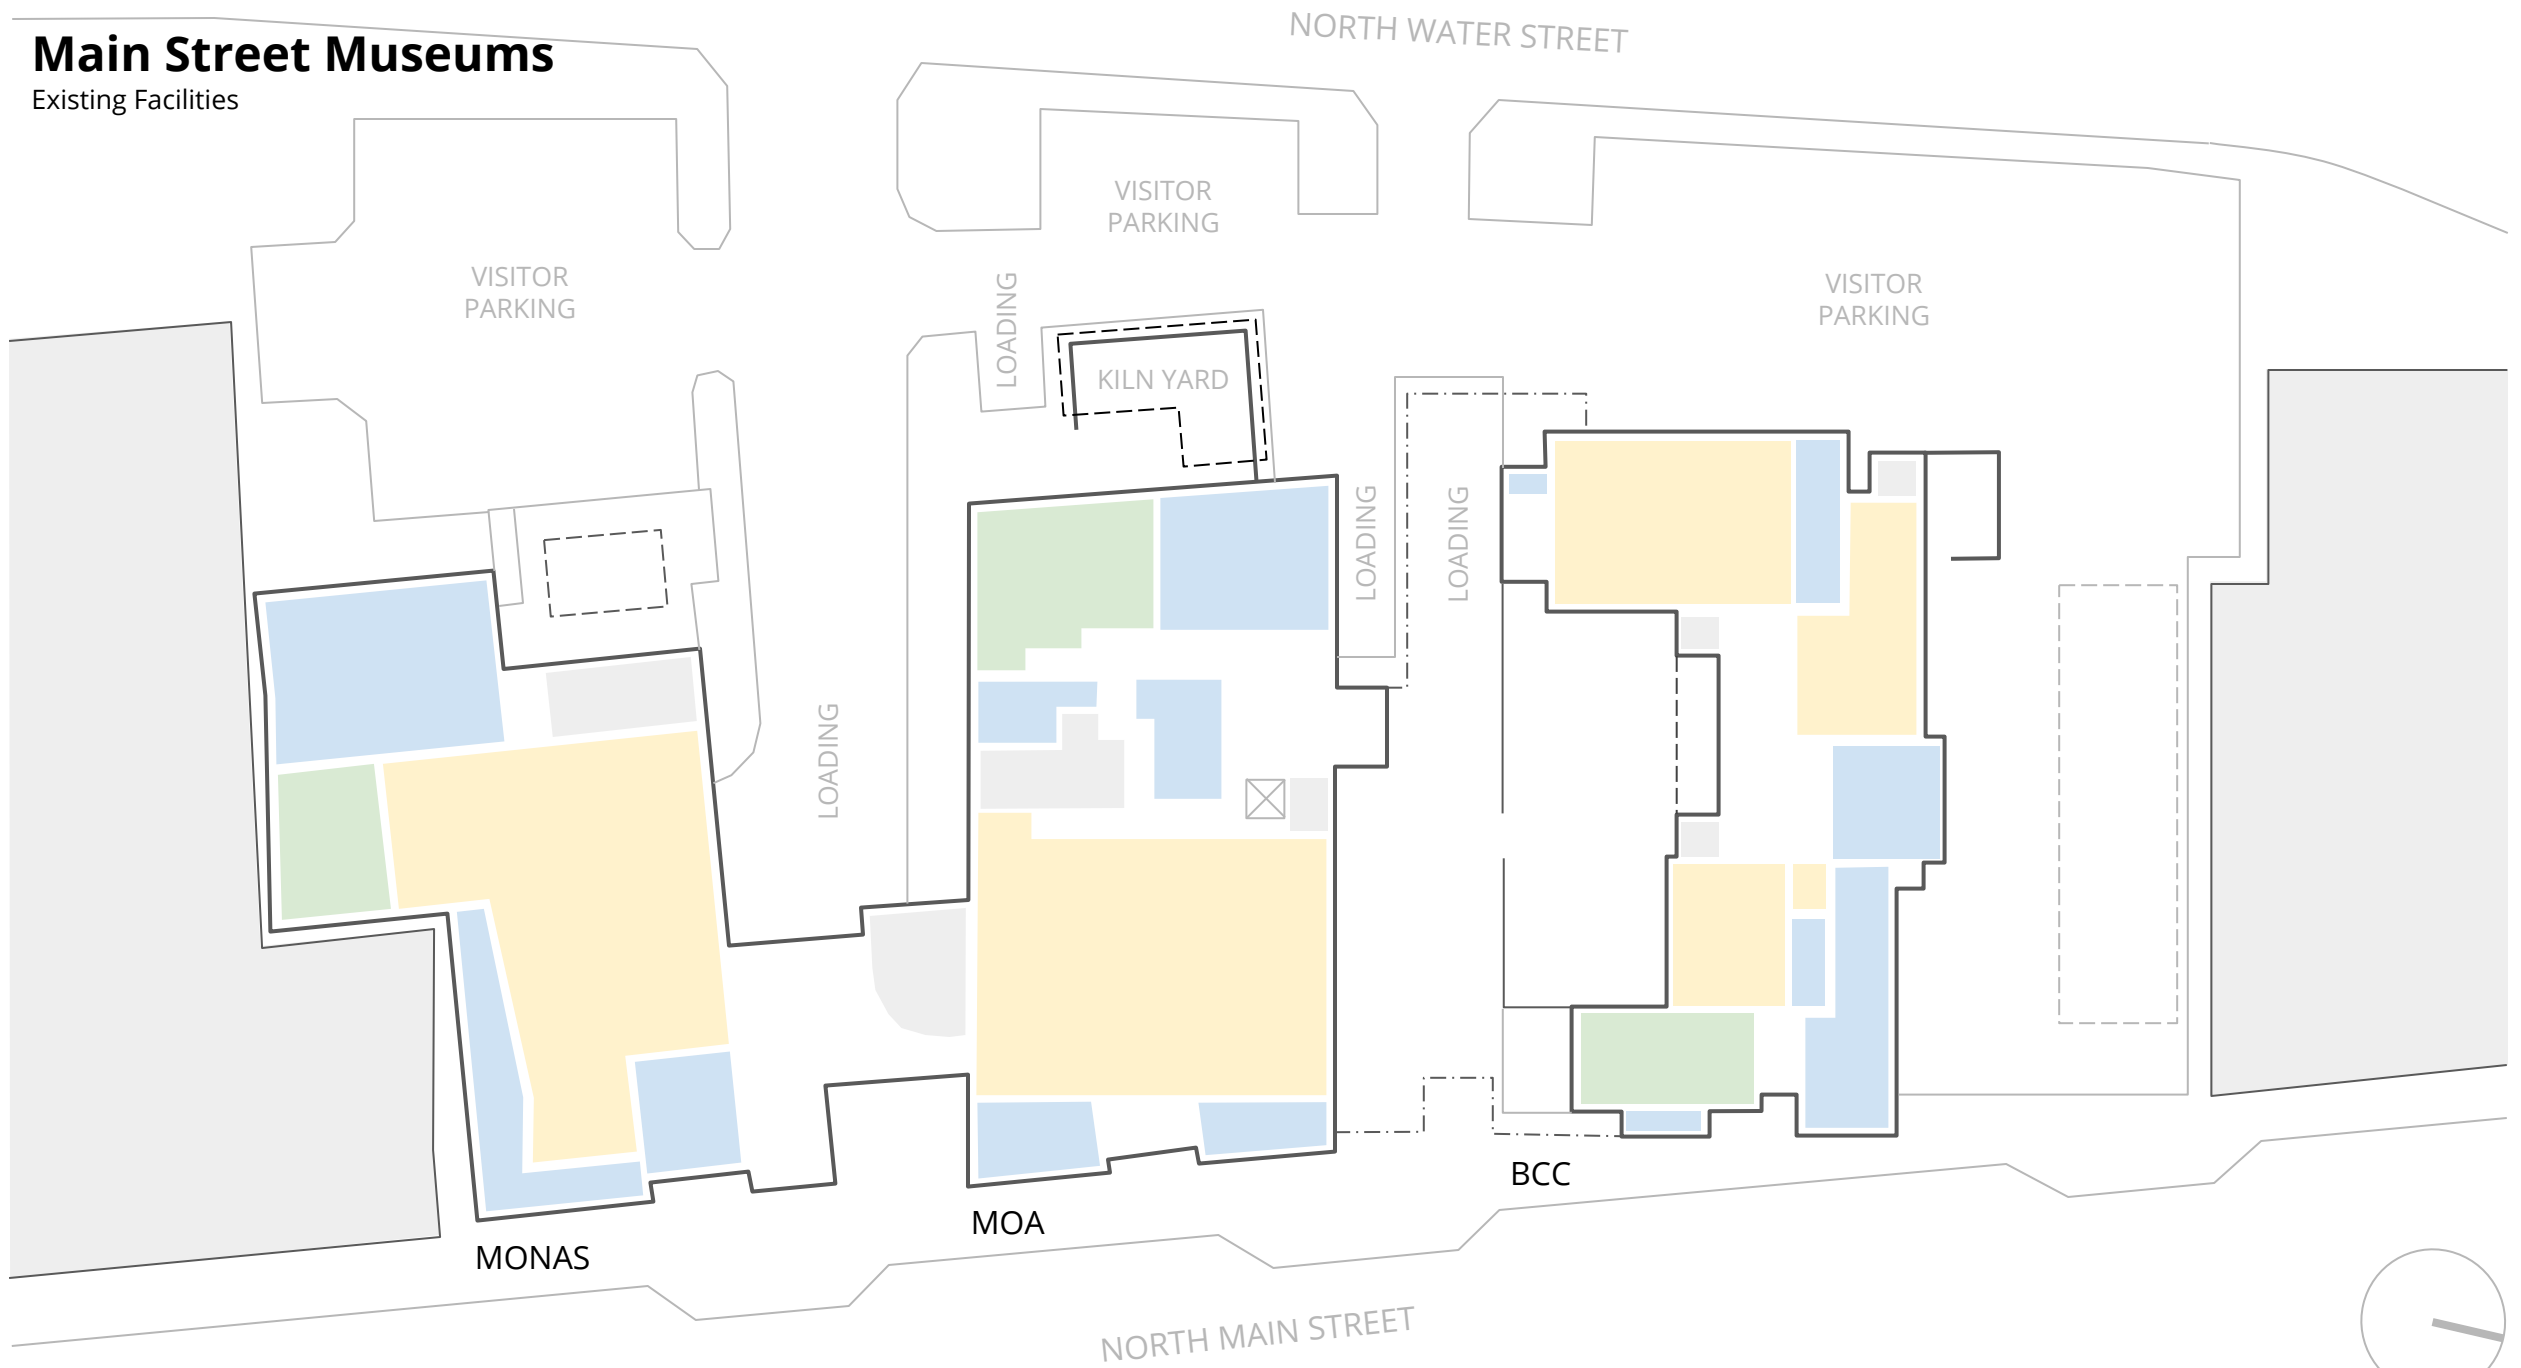 Main Street Museums
Existing Facilities
NORTH WATER STREET
VISITOR
PARKING
VISITOR
PARKING
VISITOR
PARKING
LOADING
KILN YARD
LOADING
LOADING
LOADING
MONAS
MOA
BCC
NORTH MAIN STREET